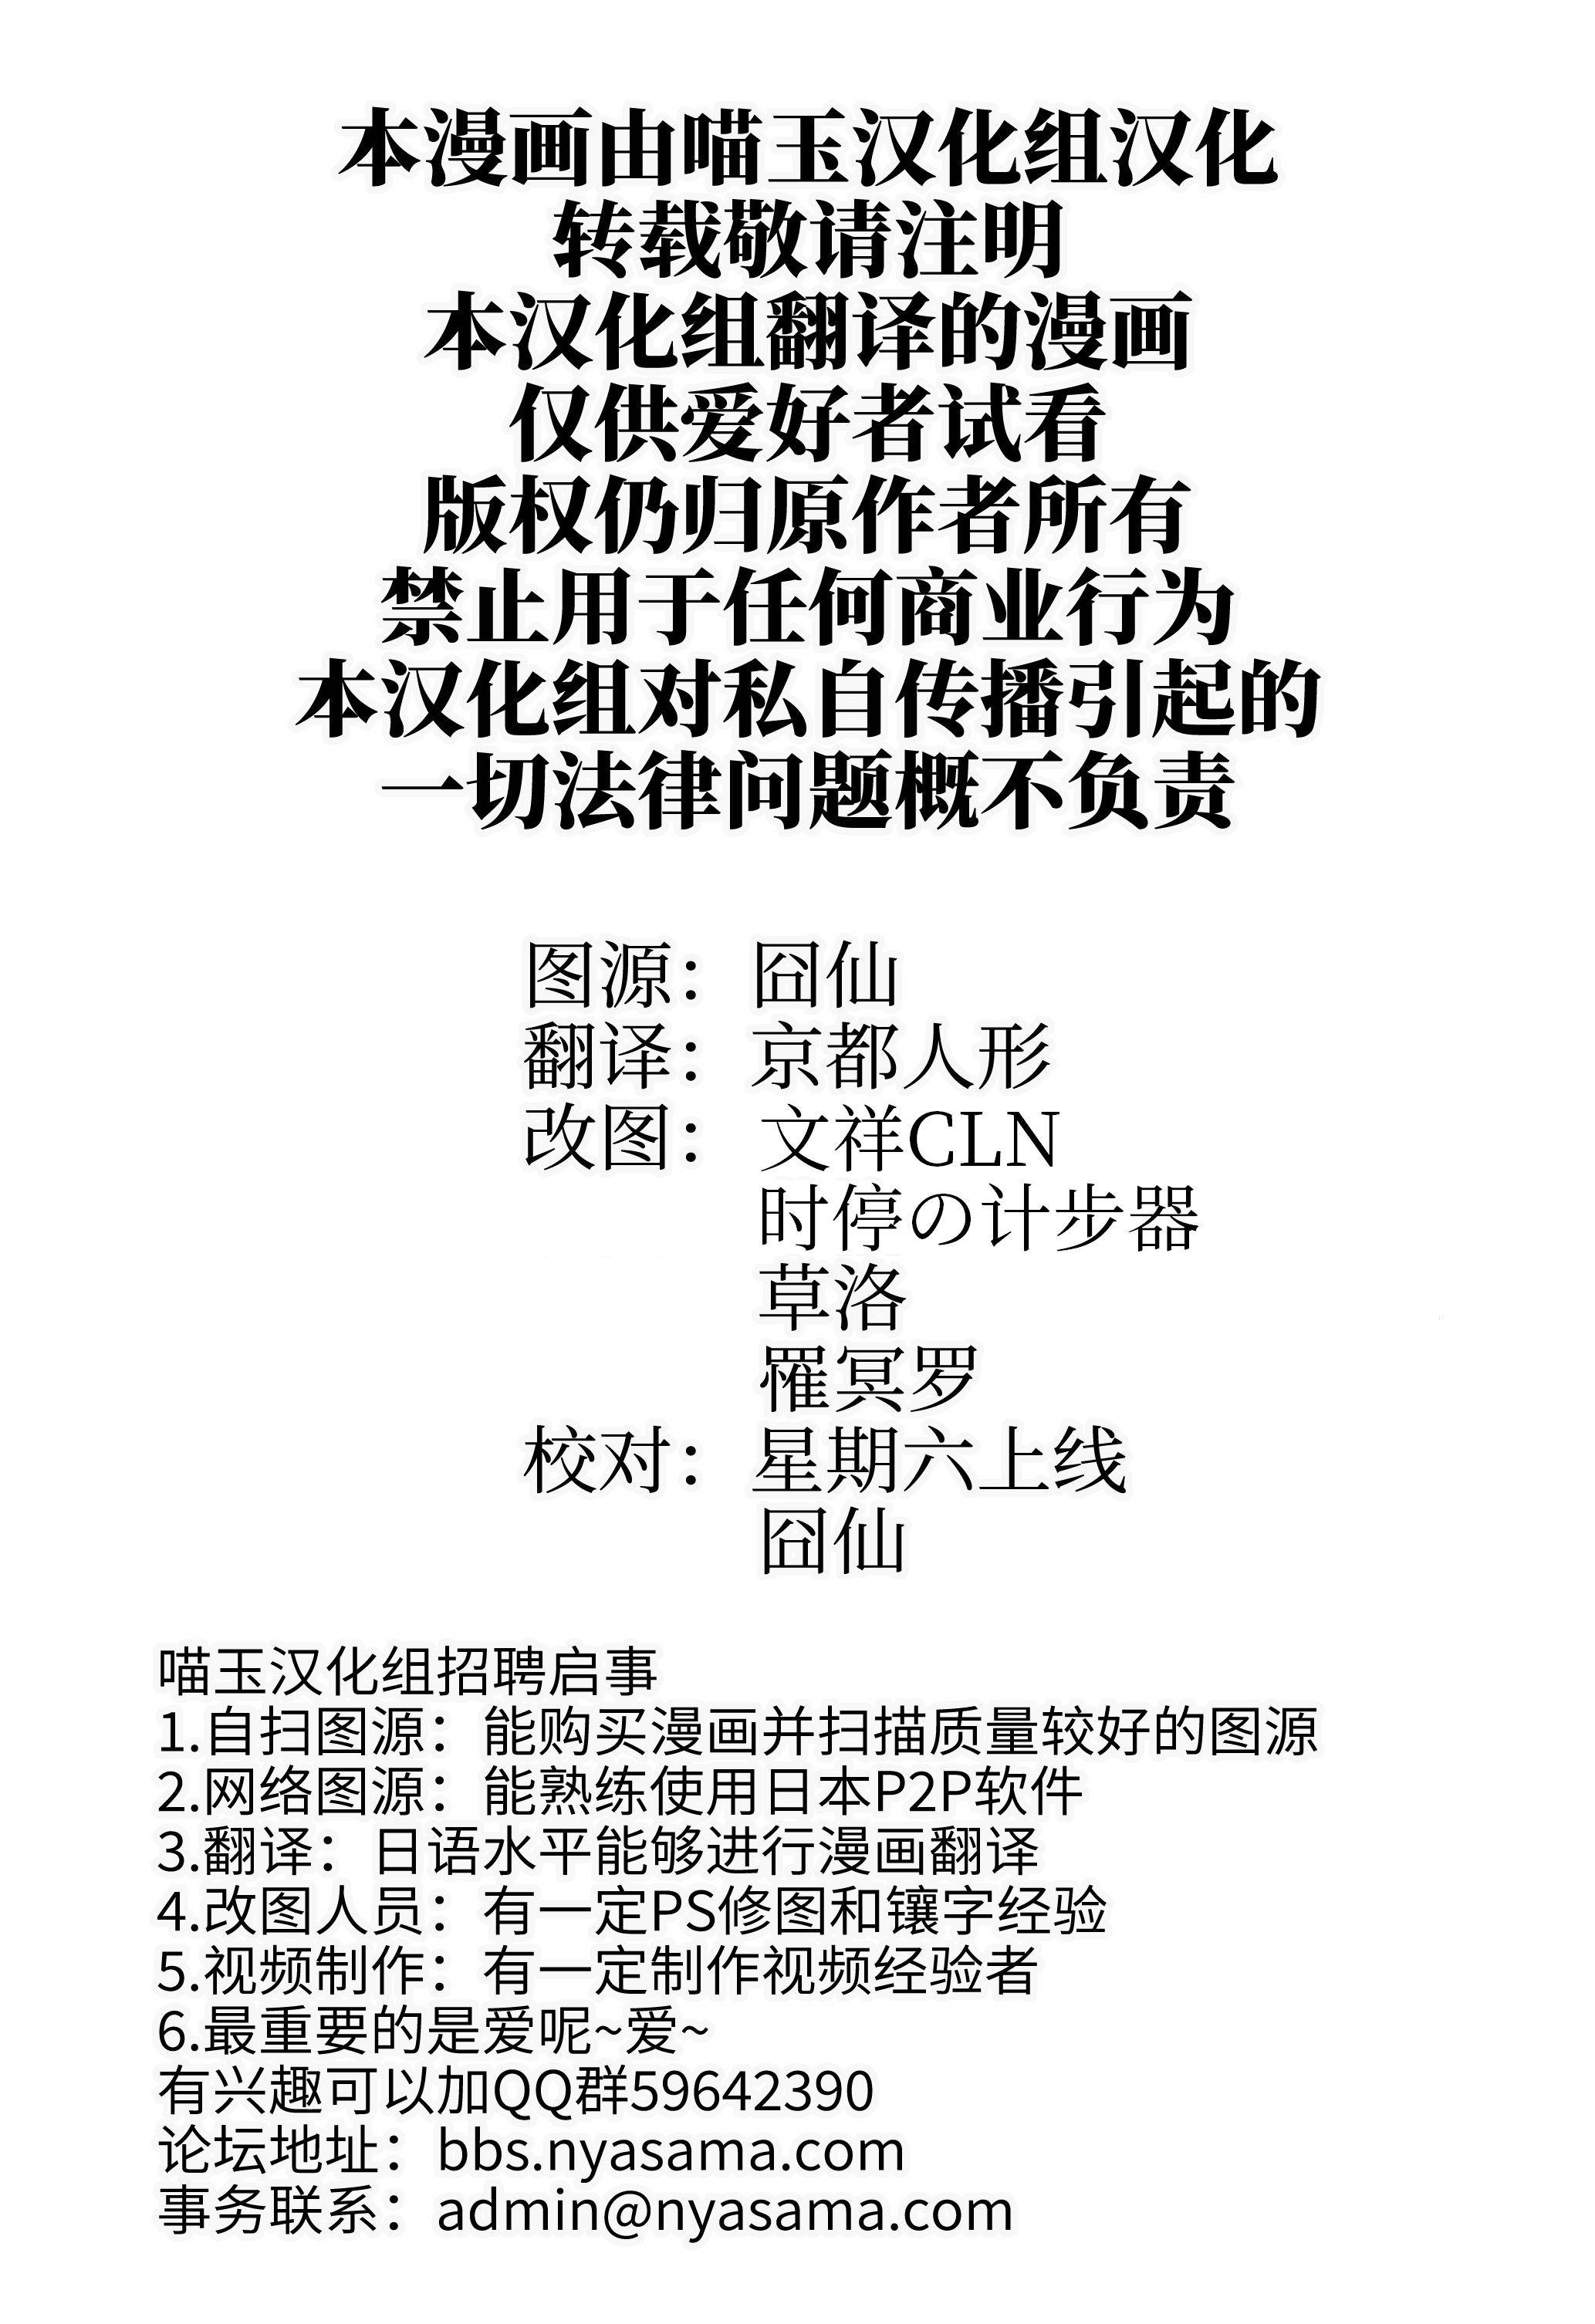 本漫画由喵玉汉化组汉化
转载敬请注明
本汉化组翻译的漫画
仅供爱好者试看
版权仍归原作者所有
禁止用于任何商业行为
本汉化组对私自传播引起的
一切法律问题概不负责
图源：囧仙
翻译：京都人形
改图：文祥CLN
时停の计步器
草洛
罹冥罗
校对：星期六上线
囧仙
喵玉汉化组招聘启事
1.自扫图源：能购买漫画并扫描质量较好的图源
2.网络图源：能熟练使用日本P2P软件
3.翻译：日语水平能够进行漫画翻译
4.改图人员：有一定PS修图和镶字经验
5.视频制作：有一定制作视频经验者
6.最重要的是爱呢~爱~
有兴趣可以加QQ群59642390
论坛地址：bbs.nyasama.com
事务联系：admin@nyasama.com